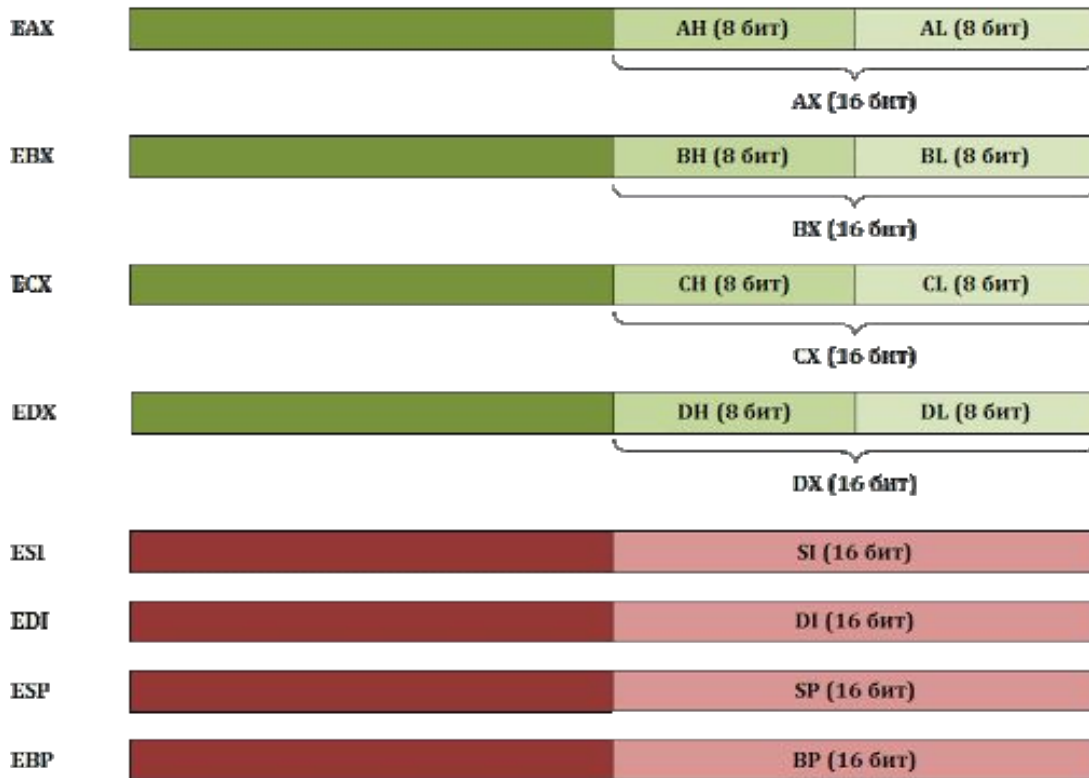 EAX AH (8 бит) AL (8 бит)
AX (16 бит)
EBX BH (8 бит) BL (8 бит)
BX (16 бит)
ECX CH (8 бит) CL (8 бит)
CX (16 бит)
EDX DH (8 бит) DL (8 бит)
DX (16 бит)
ESI SI (16 бит)
EDI DI (16 бит)
ESP SP (16 бит)
EBP BP (16 бит)